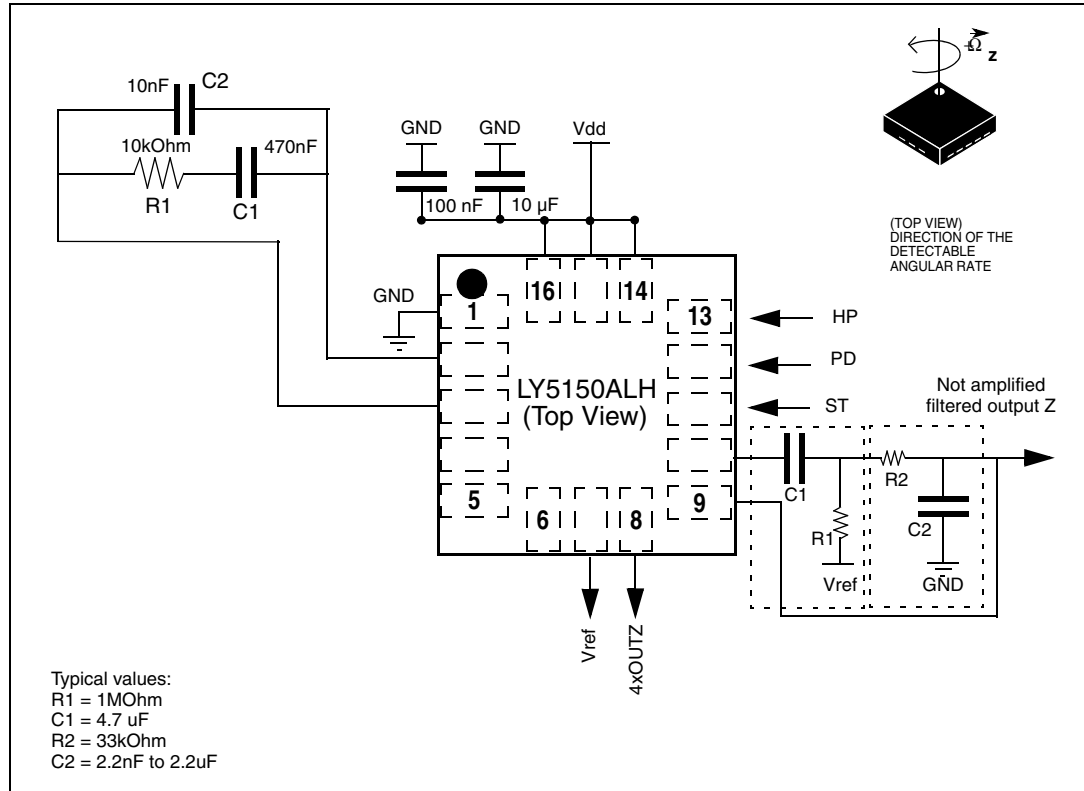 10nF
C2
10kOhm
470nF
R1
C1
GND
GND
Vdd
100 nF
10 µF
+Ω z
(TOP VIEW)
DIRECTION OF THE
DETECTABLE
ANGULAR RATE
GND
1
16
14
13
HP
PD
ST
LY5150ALH
(Top View)
Not amplified
filtered output Z
5
6
8
9
C1
R1
Vref
R2
C2
GND
Vref
4xOUTZ
Typical values:
R1 = 1MOhm
C1 = 4.7 uF
R2 = 33kOhm
C2 = 2.2nF to 2.2uF